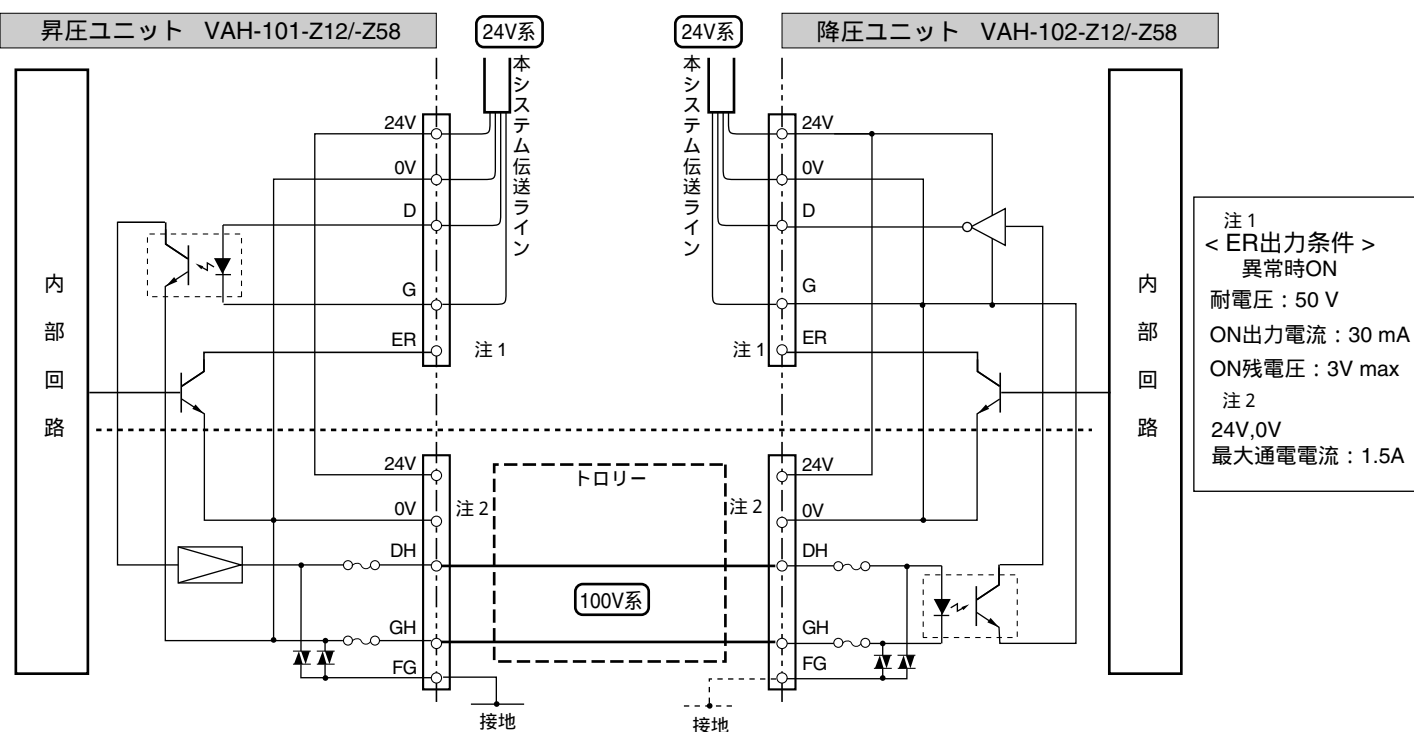 昇圧ユニット VAH-101-Z12/-Z58
24V系
24V系
降圧ユニット VAH-102-Z12/-Z58
本システム伝送ライン
本システム伝送ライン
24V
0V
D
G
ER
注1
24V
0V
D
G
ER
注1
内部回路
内部回路
注1
< ER出力条件 >
異常時ON
耐電圧:50 V
ON出力電流:30 mA
ON残電圧:3V max
注2
24V,0V
最大通電電流:1.5A
24V
0V
DH
GH
FG
注2
トロリー
100V系
注2
24V
0V
DH
GH
FG
接地
接地